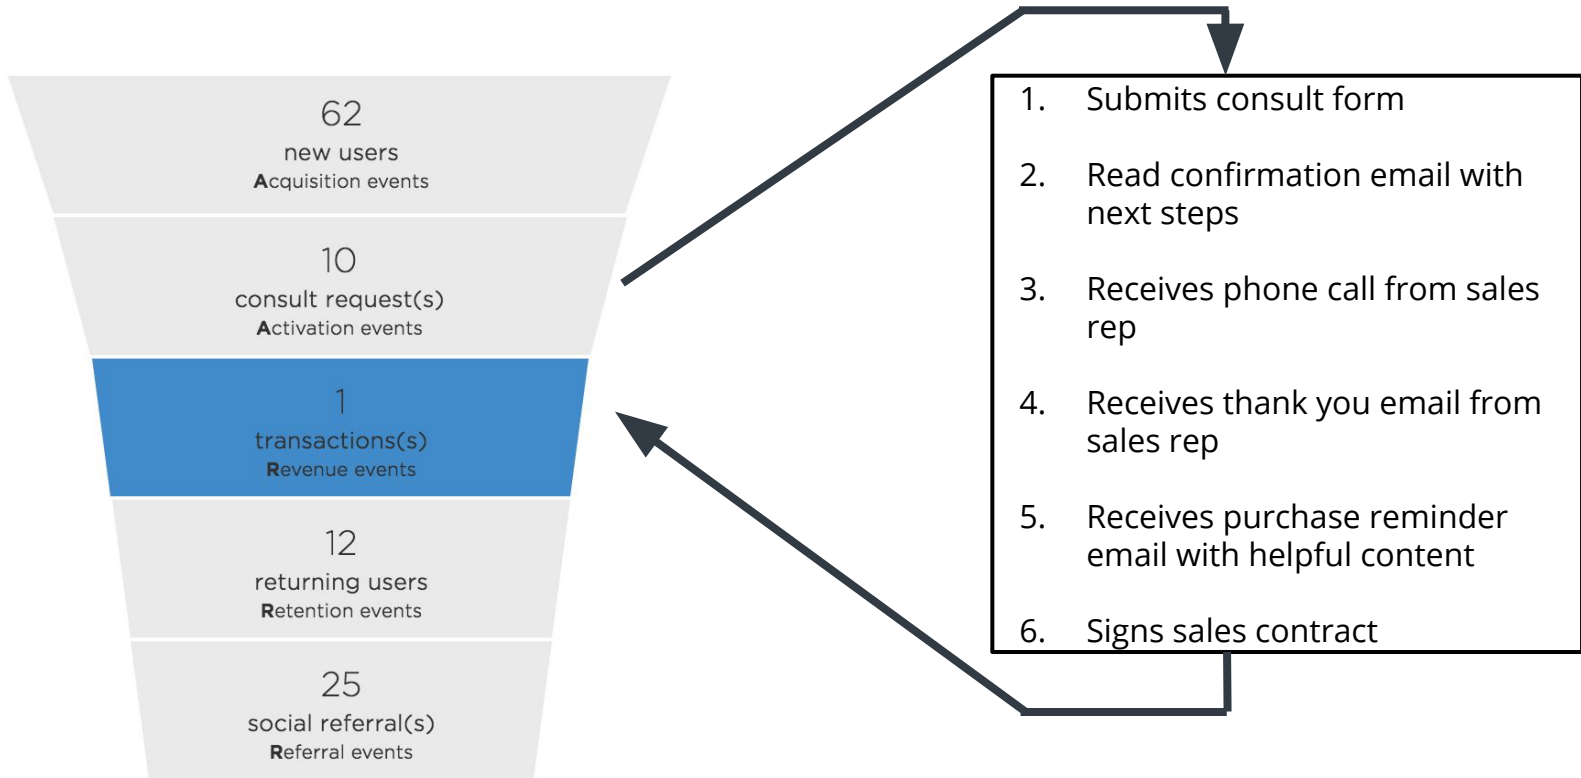 62
new users
Acquisition events
10
consult request(s)
Activation events
1
transactions(s)
Revenue events
12
returning users
Retention events
25
social referral(s)
Referral events
1. Submits consult form
2. Read confirmation email with
next steps
3. Receives phone call from sales
rep
4. Receives thank you email from
sales rep
5. Receives purchase reminder
email with helpful content
6. Signs sales contract